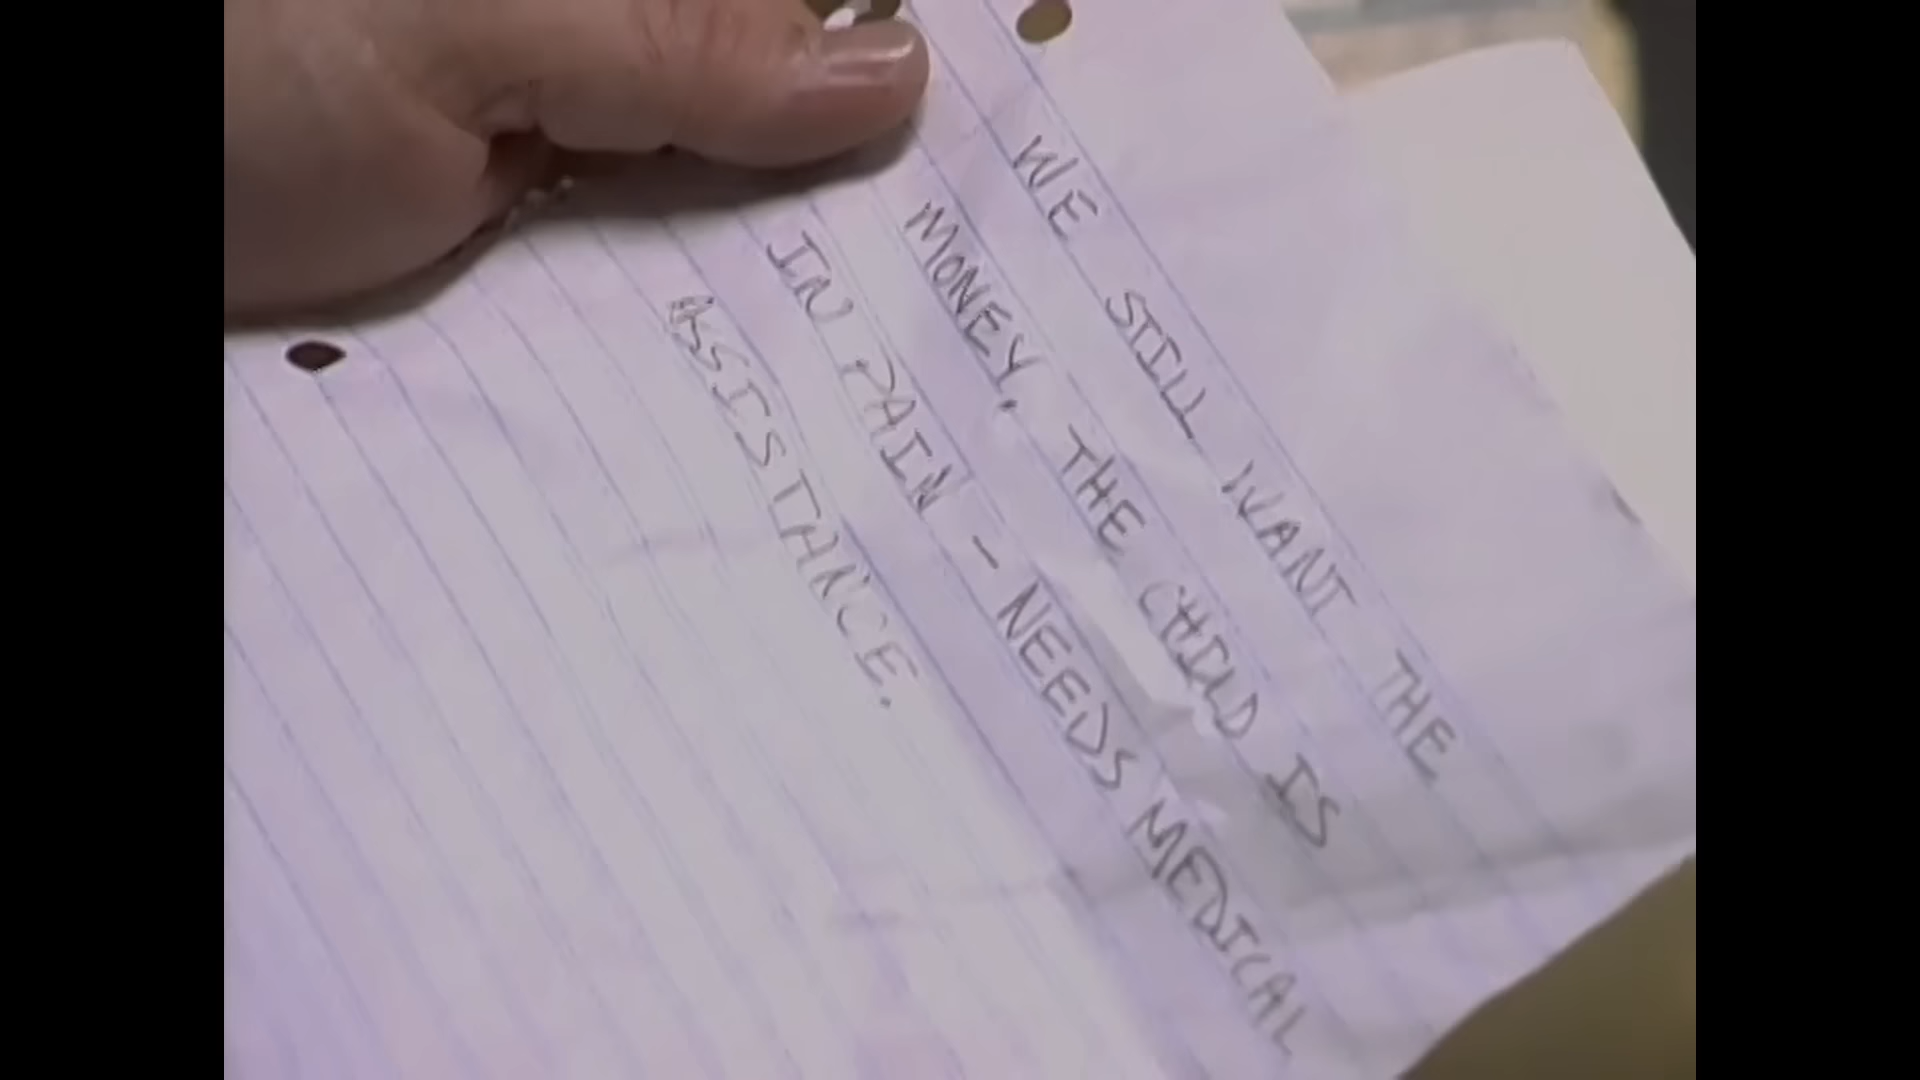 WE STILL WANT THE
MONEY, THE CHILD IS
IN PAIN - NEEDS MEDICAL
ASSISTANCE.